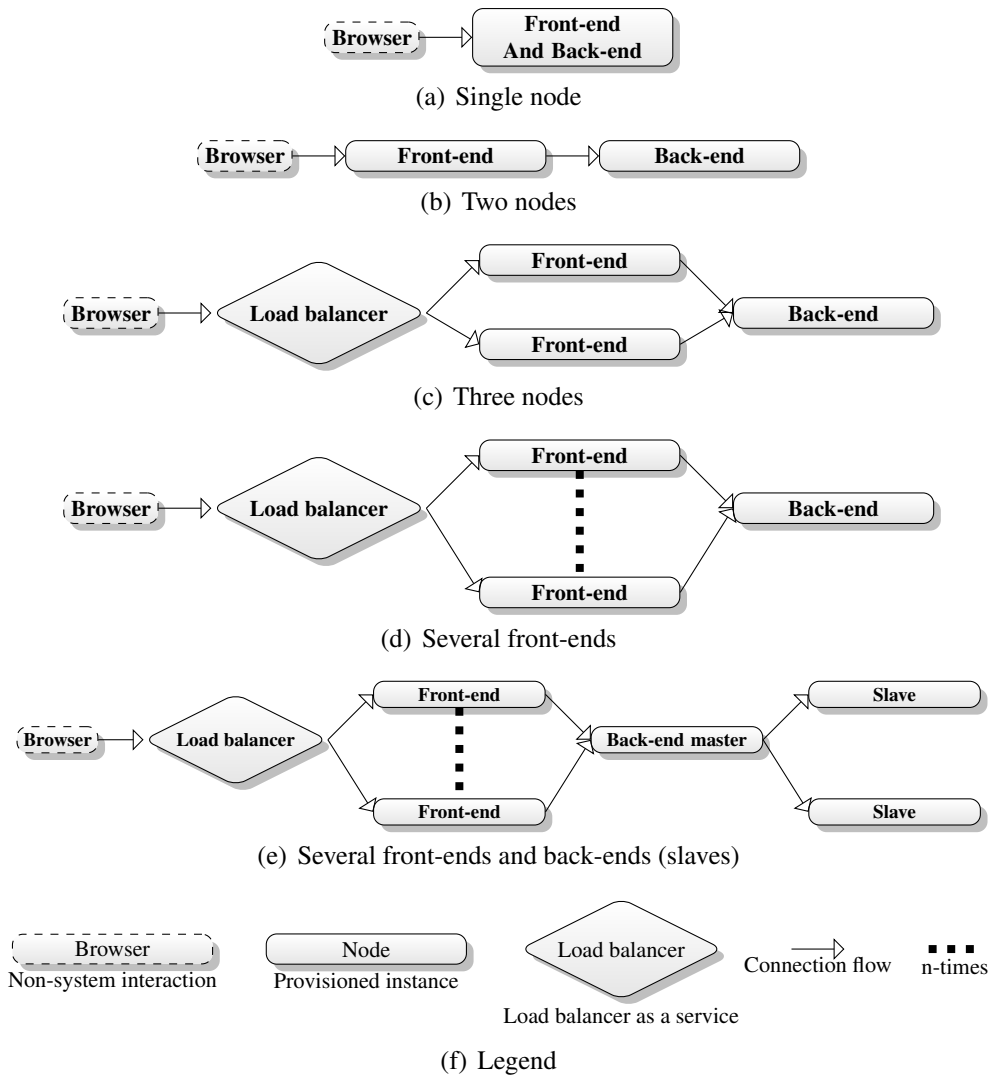 Browser
Front-end
And Back-end
(a) Single node
Browser
Front-end
Back-end
(b) Two nodes
Front-end
Browser
Load balancer
Back-end
Front-end
(c) Three nodes
Front-end
Browser
Load balancer
Back-end
Front-end
(d) Several front-ends
Front-end
Slave
Browser
Load balancer
Back-end master
Front-end
Slave
(e) Several front-ends and back-ends (slaves)
Browser
Non-system interaction
Node
Provisioned instance
Load balancer
Load balancer as a service
Connection flow
n-times
(f) Legend